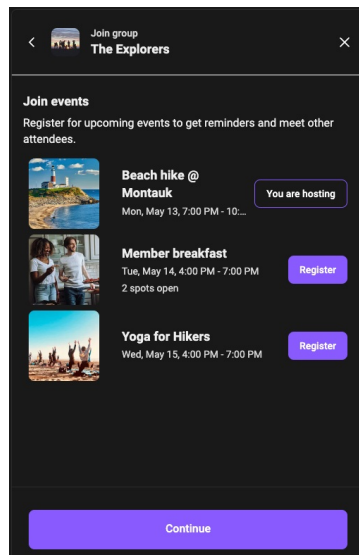 Join group
The Explorers
Join events
Register for upcoming events to get reminders and meet other
attendees.
Beach hike @
Montauk
Mon, May 13, 7:00 PM - 10:...
You are hosting
Member breakfast
Tue, May 14, 4:00 PM - 7:00 PM
2 spots open
Register
Yoga for Hikers
Wed, May 15, 4:00 PM - 7:00 PM
Register
Continue